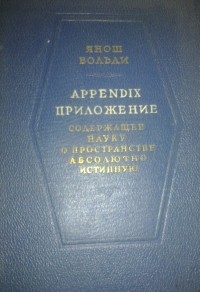 ЯНОШ
БОЛЬАИ
APPENDIX
ПРИЛОЖЕНИЕ
СОДЕРЖАЩЕЕ
НАУКУ
О ПРОСТРАНСТВЕ
АБСОЛЮТНО
ИСТИННУЮ